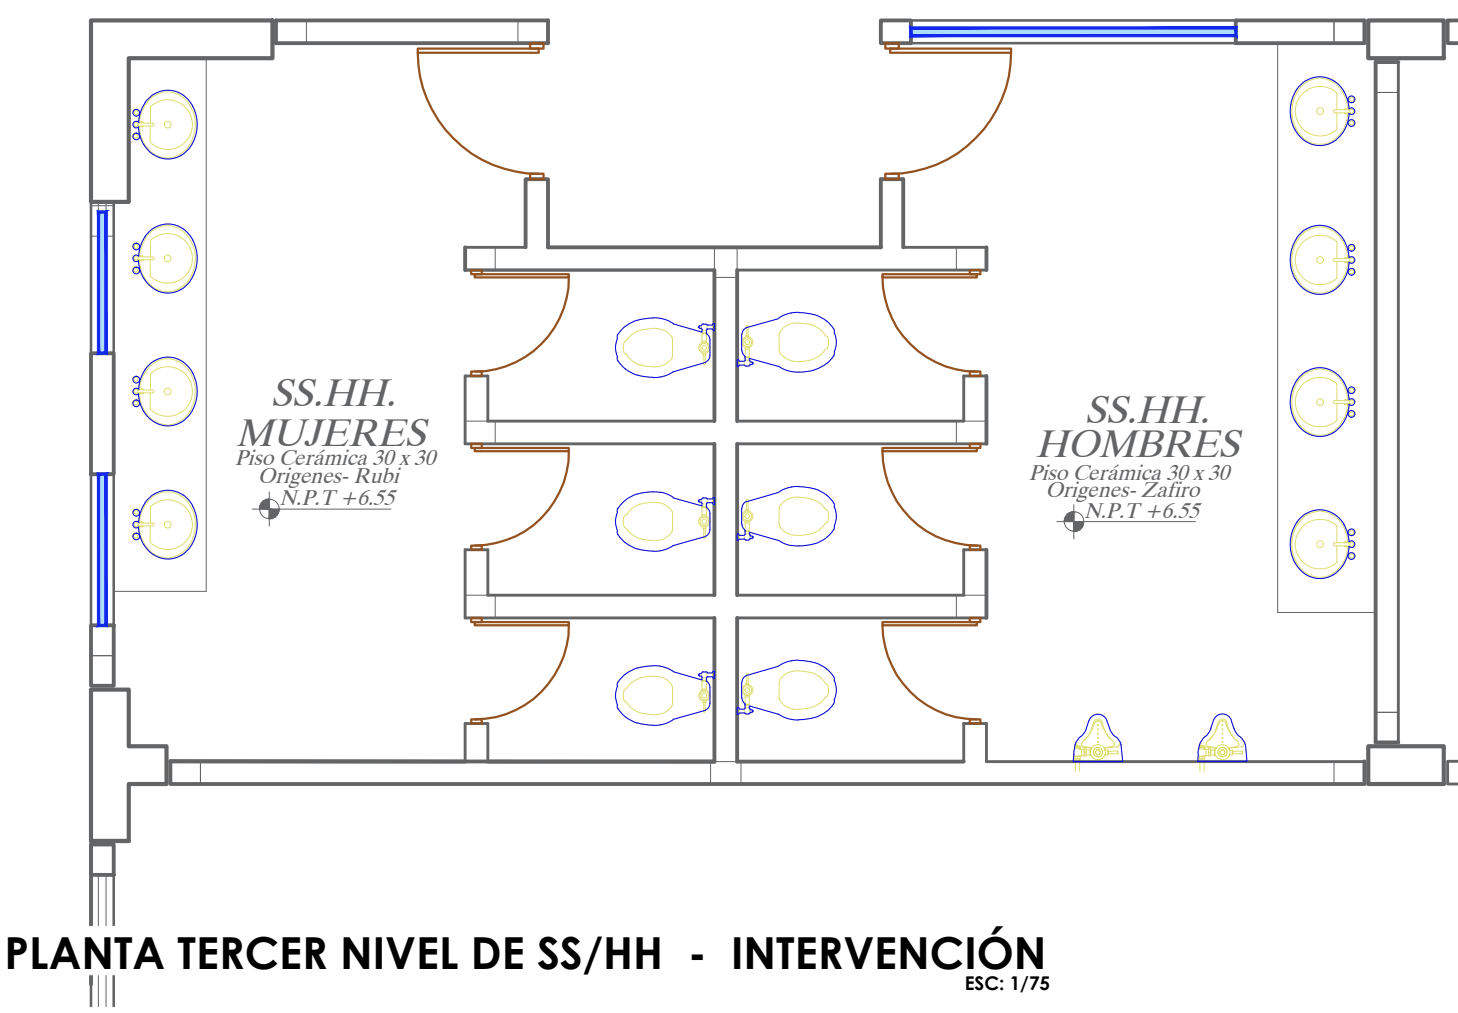 SS.HH.
MUJERES
Piso Cerámica 30 x 30
Origenes- Rubi
N.P.T +6.55
SS.HH.
HOMBRES
Piso Cerámica 30 x 30
Origenes- Zafiro
N.P.T +6.55
PLANTA TERCER NIVEL DE SS/HH - INTERVENCIÓN
ESC: 1/75